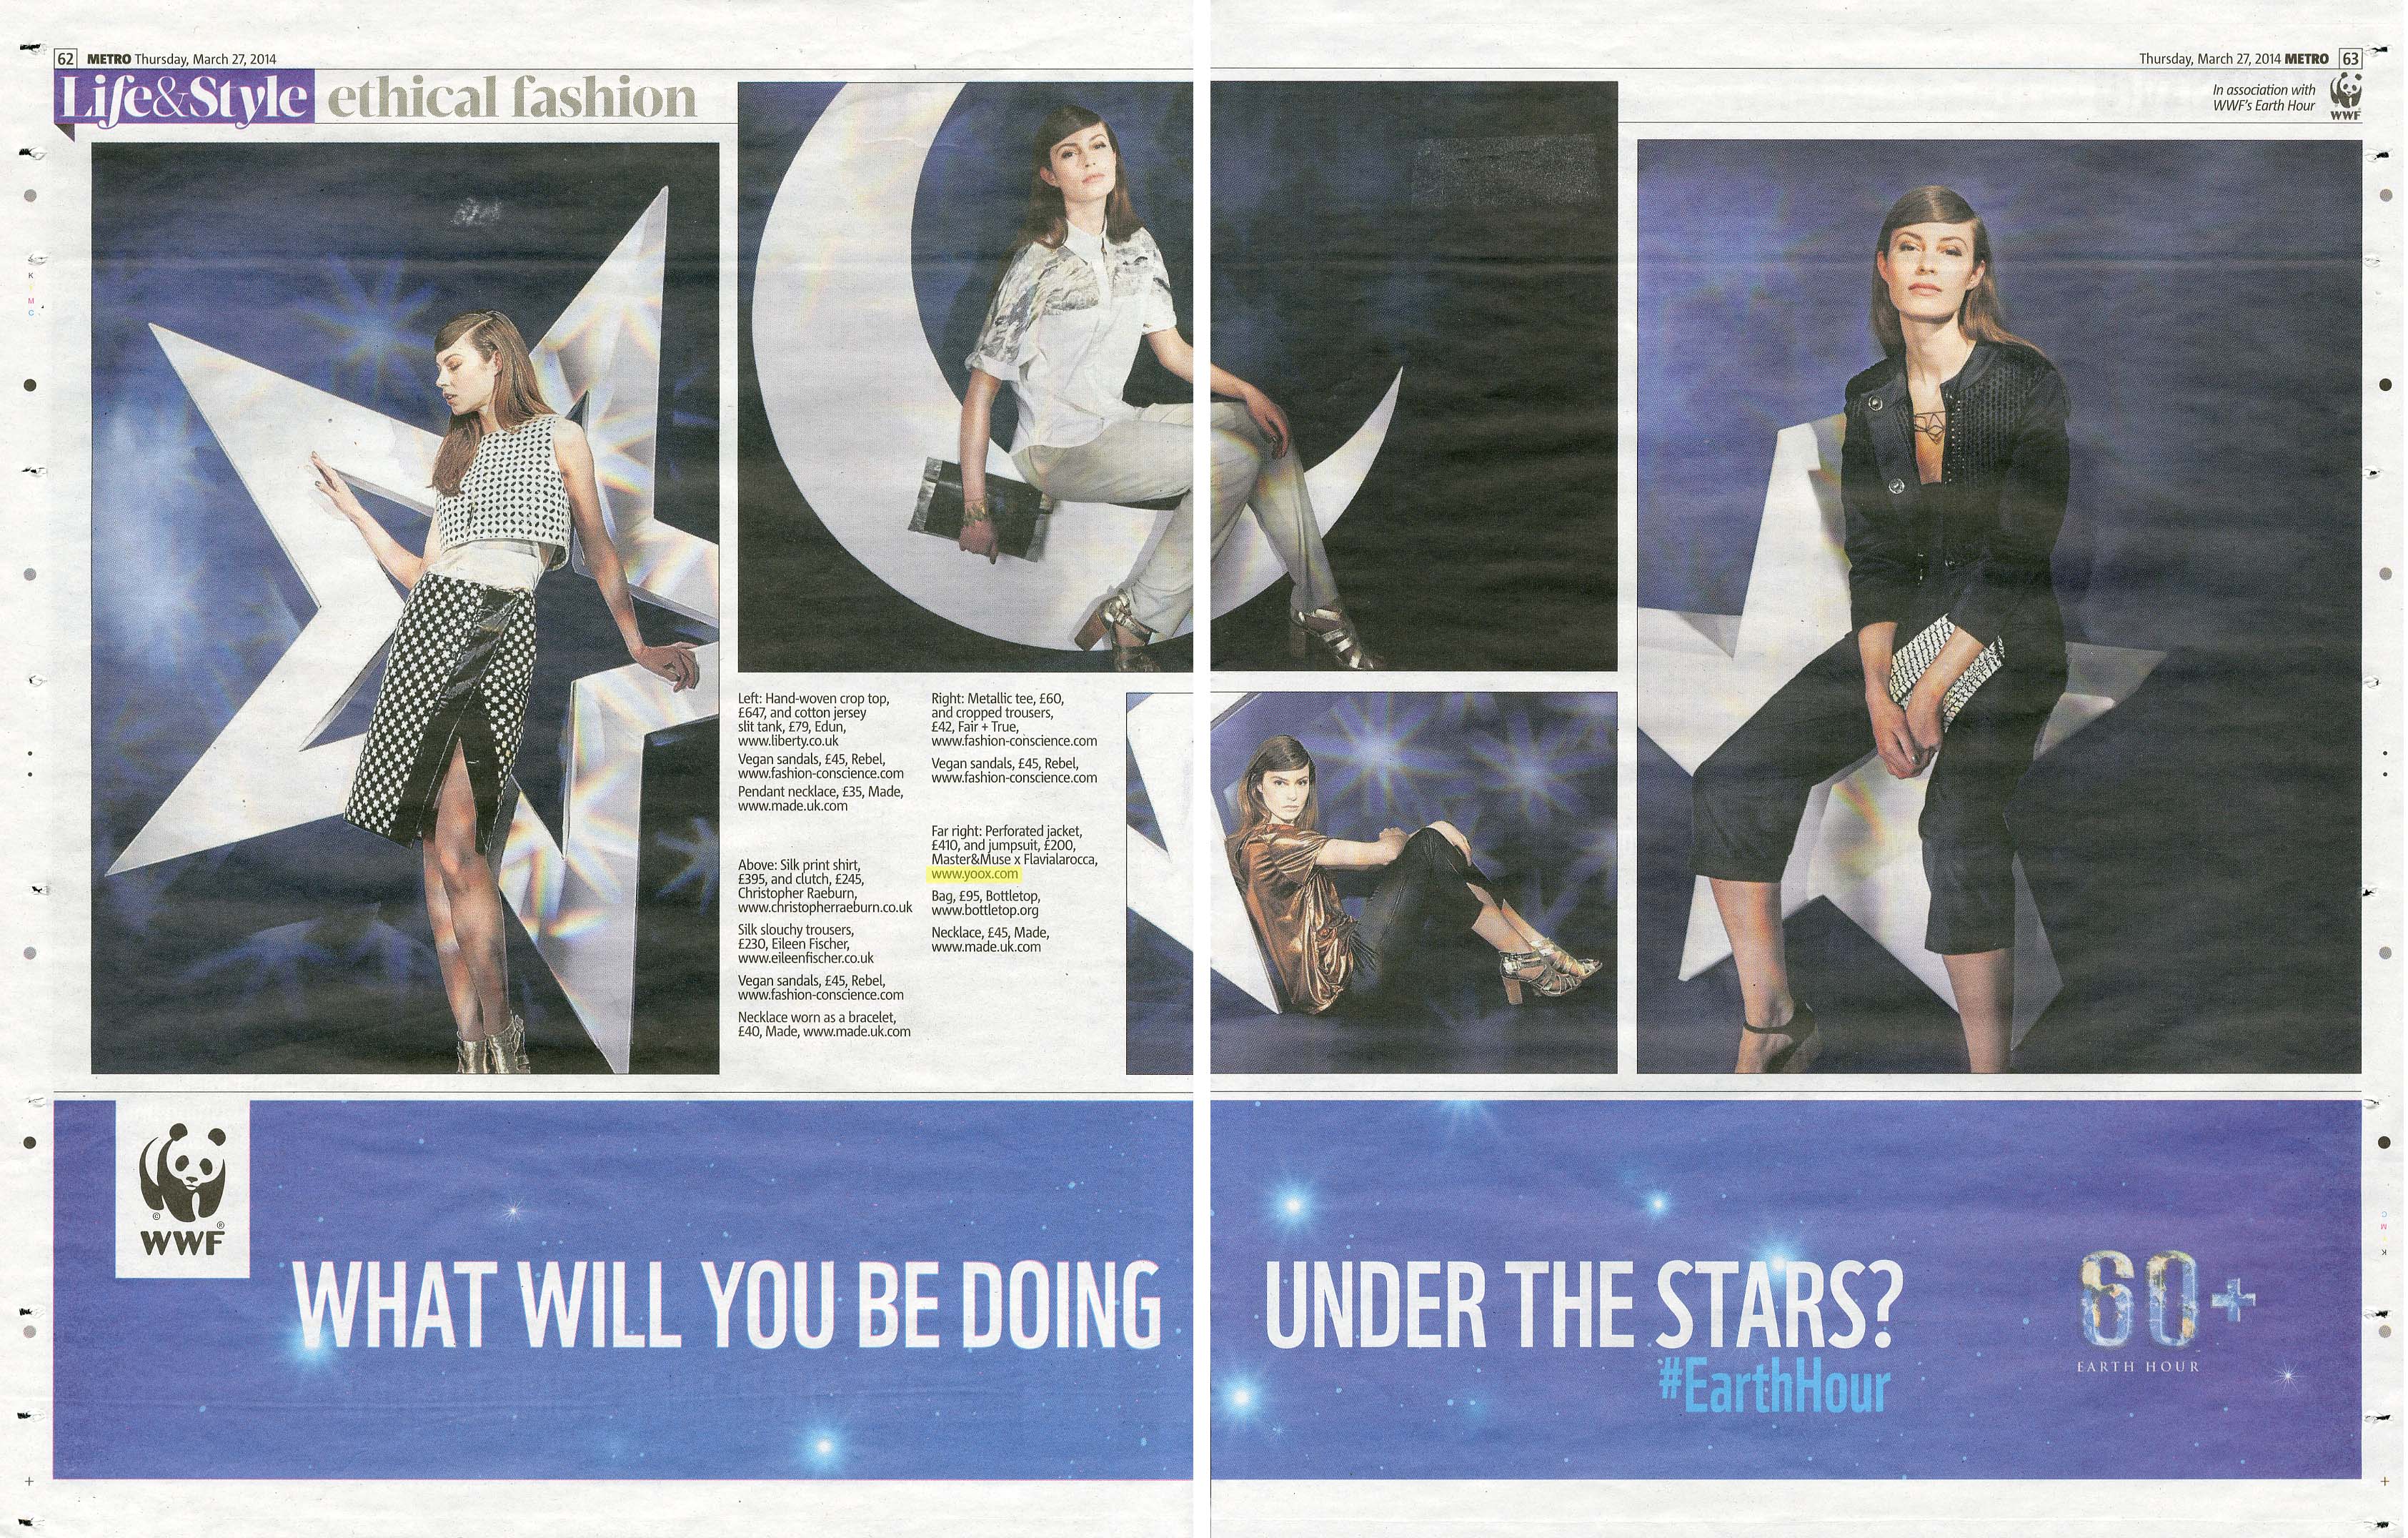 62 METRO Thursday, March 27, 2014
Life&Style ethical fashion
Thursday, March 27, 2014 METRO 63
In association with
WWF's Earth Hour
WWF
K
M
C
Left: Hand-woven crop top,
£647, and cotton jersey
slit tank, £79, Edun,
www.liberty.co.uk
Vegan sandals, £45, Rebel,
www.fashion-conscience.com
Pendant necklace, £35, Made,
www.made.uk.com
Above: Silk print shirt,
£395, and clutch, £245,
Christopher Raeburn,
www.christopherraeburn.co.uk
Silk slouchy trousers,
£230, Eileen Fischer,
www.eileenfischer.co.uk
Vegan sandals, £45, Rebel,
www.fashion-conscience.com
Necklace worn as a bracelet,
£40, Made, www.made.uk.com
Right: Metallic tee, £60,
and cropped trousers,
£42, Fair + True,
www.fashion-conscience.com
Vegan sandals, £45, Rebel,
www.fashion-conscience.com
Far right: Perforated jacket,
£410, and jumpsuit, £200,
Master&Muse x Flavialarocca,
www.yoox.com
Bag, £95, Bottletop,
www.bottletop.org
Necklace, £45, Made,
www.made.uk.com
© ®
WWF
WHAT WILL YOU BE DOING UNDER THE STARS?
#EarthHour
60+
EARTH HOUR
C
M
K